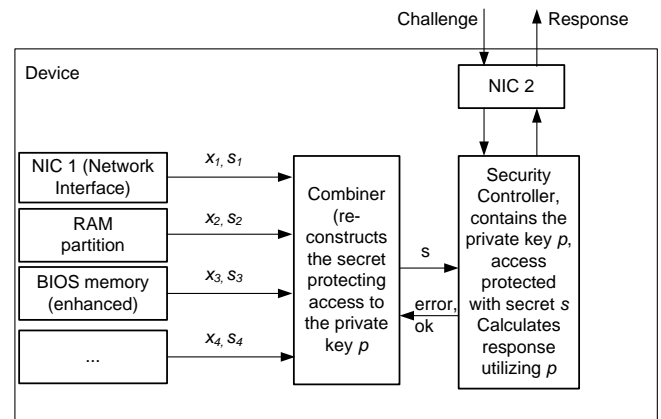 Challenge
Response
Device
NIC 2
NIC 1 (Network
Interface)
x1, s1
RAM
partition
x2, s2
BIOS memory
(enhanced)
x3, s3
...
x4, s4
Combiner
(re-
constructs
the secret
protecting
access to
the private
key p
s
error,
ok
Security
Controller,
contains the
private key p,
access
protected
with secret s
Calculates
response
utilizing p